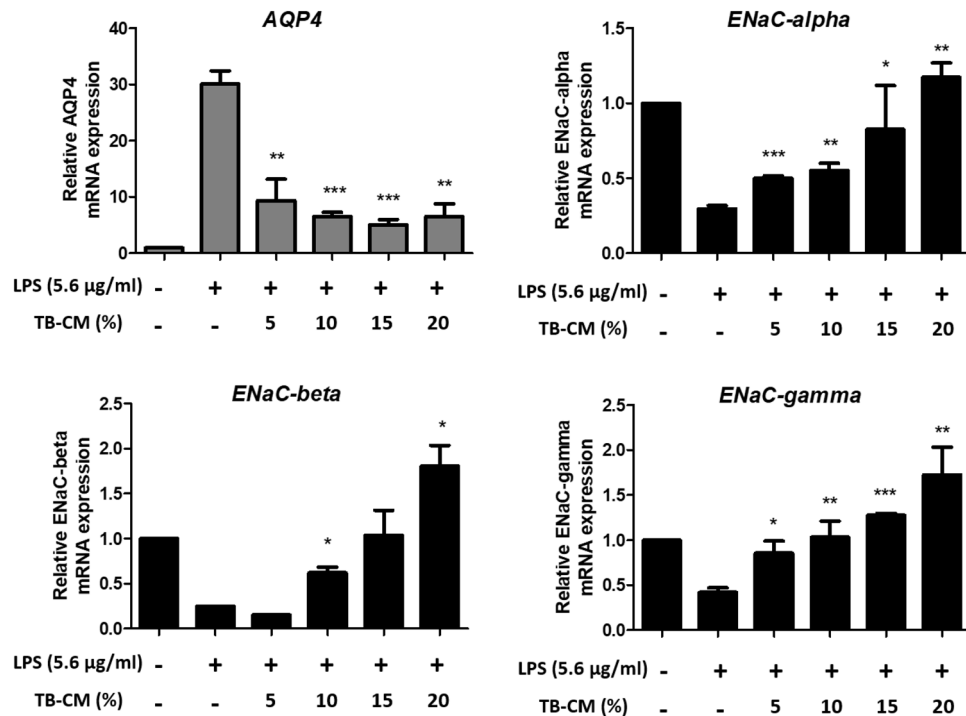 AQP4
Relative AQP4
mRNA expression
40
30
20
10
0
** *** *** **
LPS (5.6 µg/ml) - + + + + +
TB-CM (%) - - 5 10 15 20
ENaC-alpha
Relative ENaC-alpha
mRNA expression
1.5
1.0
0.5
0.0
*** ** * **
LPS (5.6 µg/ml) - + + + + +
TB-CM (%) - - 5 10 15 20
ENaC-beta
Relative ENaC-beta
mRNA expression
2.5
2.0
1.5
1.0
0.5
0.0
* *
LPS (5.6 µg/ml) - + + + + +
TB-CM (%) - - 5 10 15 20
ENaC-gamma
Relative ENaC-gamma
mRNA expression
2.5
2.0
1.5
1.0
0.5
0.0
* ** *** **
LPS (5.6 µg/ml) - + + + + +
TB-CM (%) - - 5 10 15 20